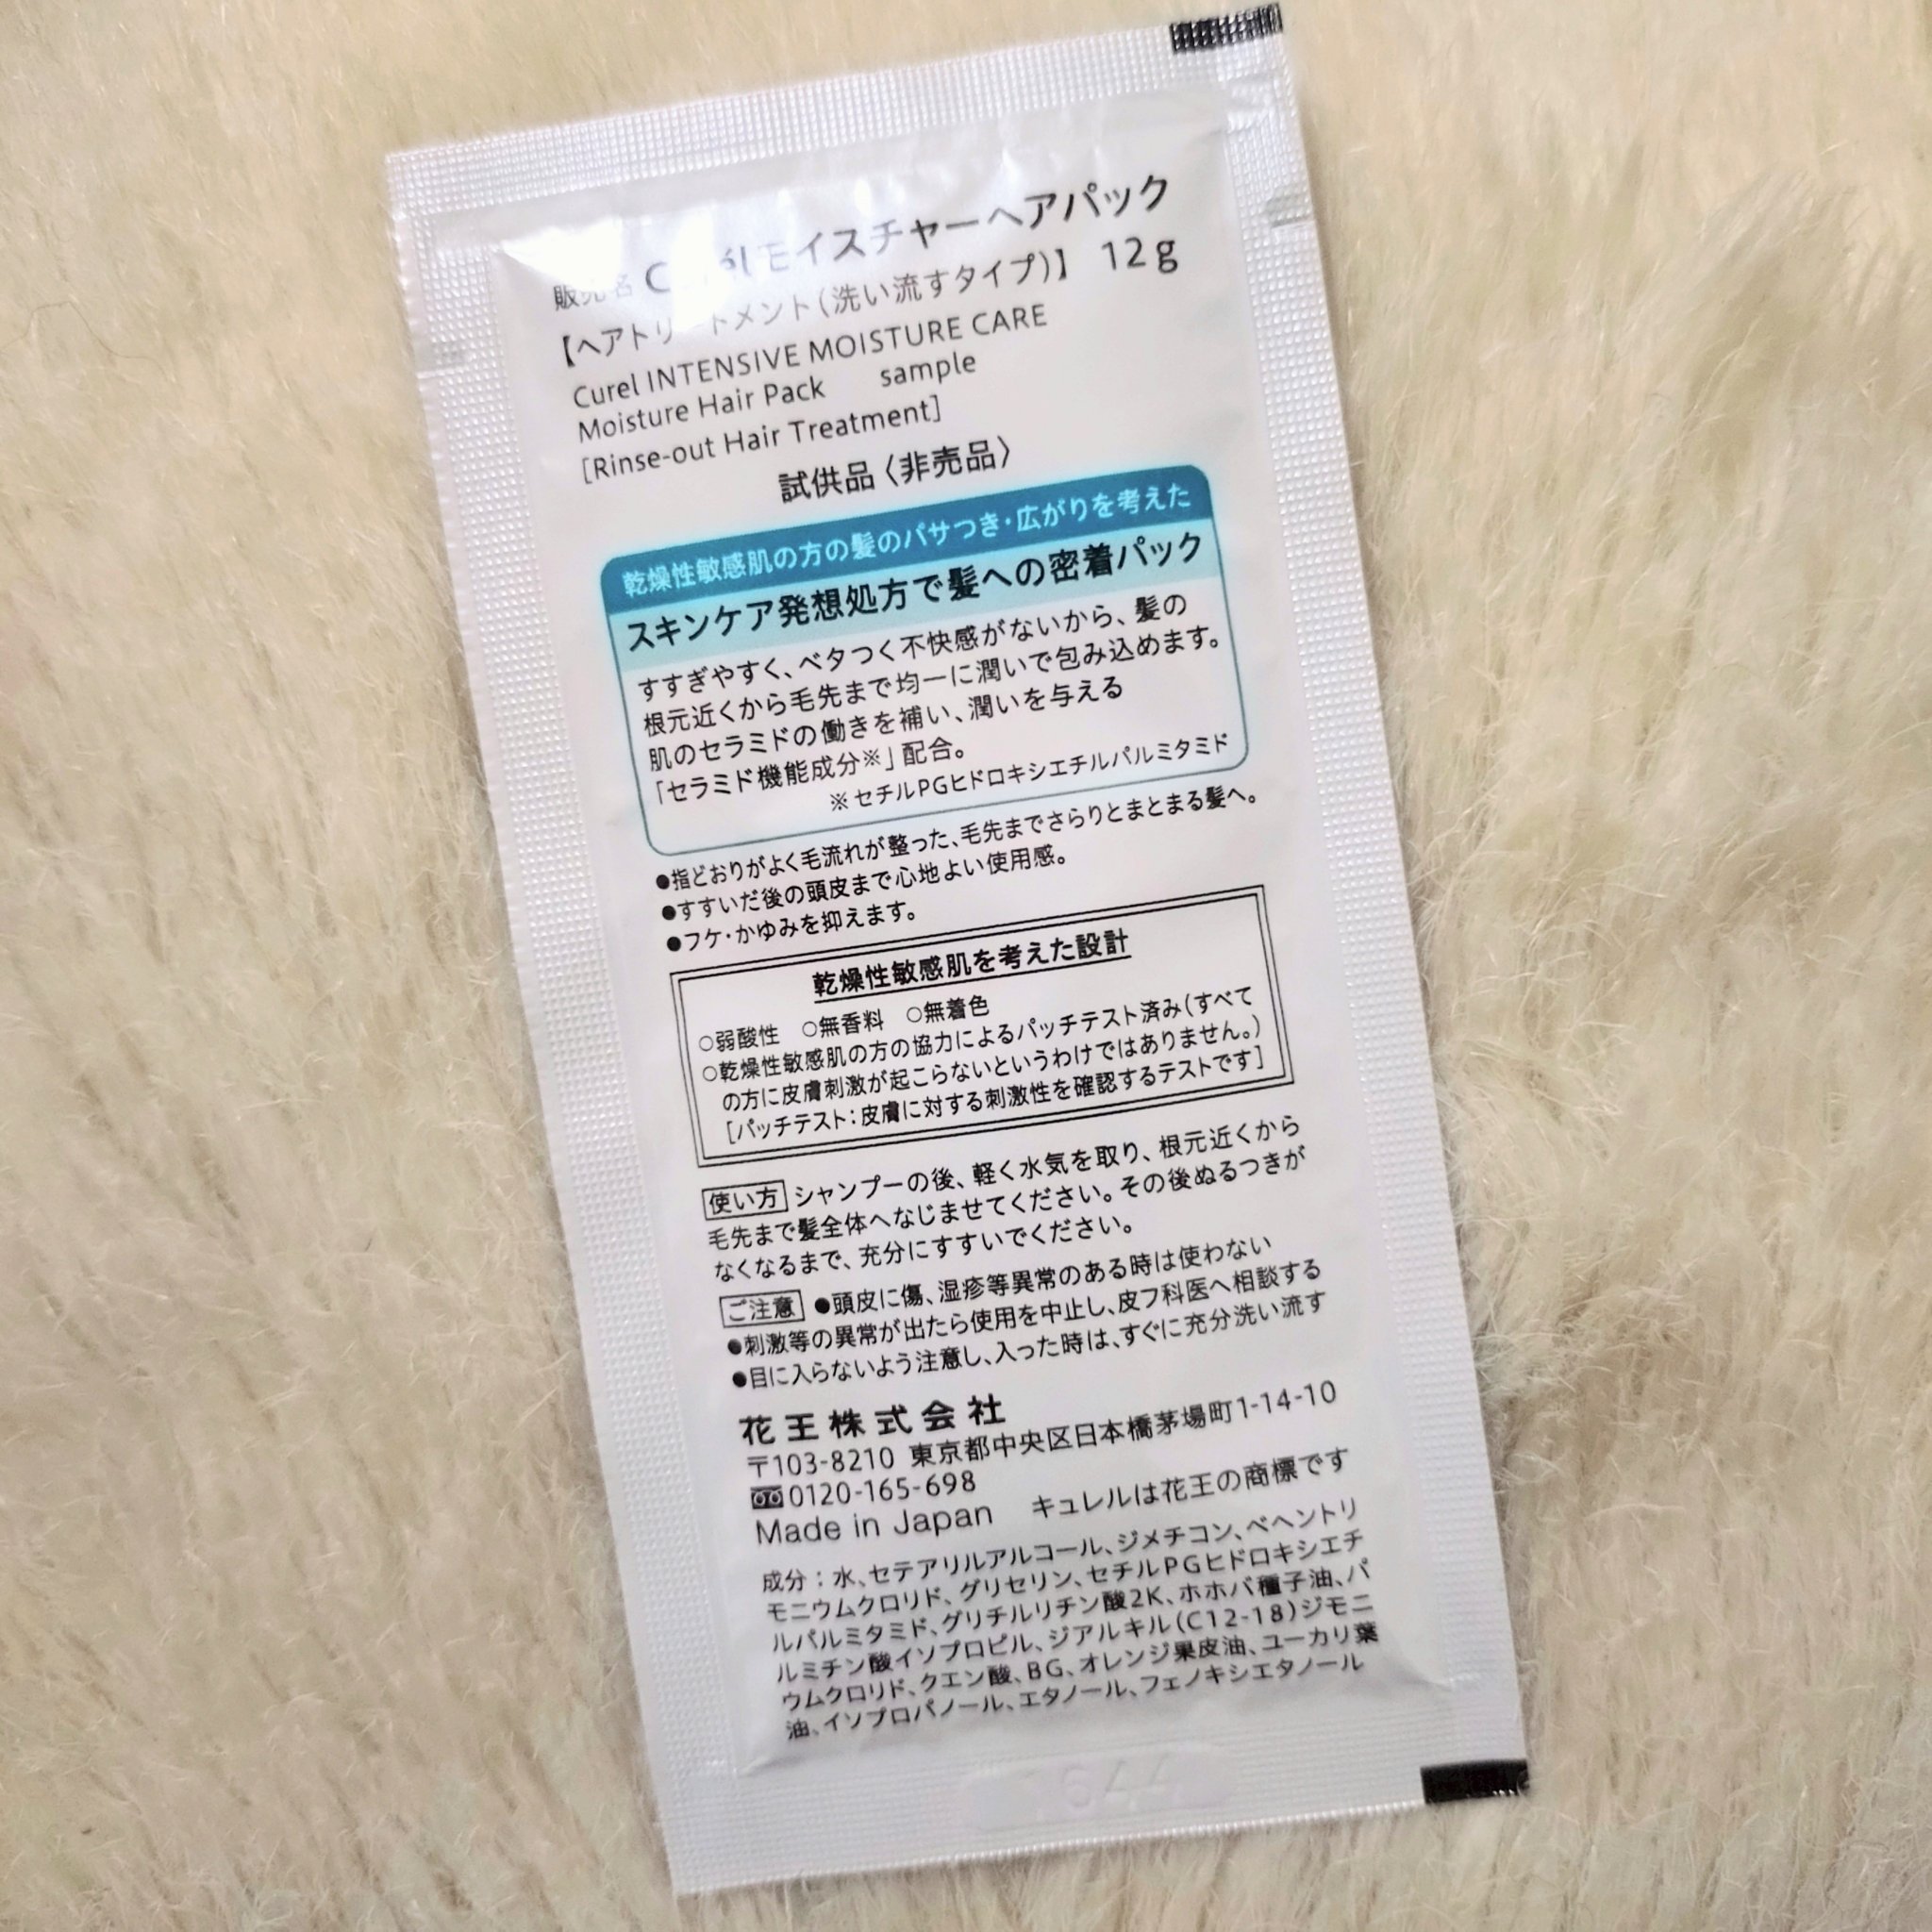 販売名 Curélモイスチャーヘアパック
【ヘアトリートメント(洗い流すタイプ)】 12g
Curel INTENSIVE MOISTURE CARE
Moisture Hair Pack sample
[Rinse-out Hair Treatment]
試供品〈非売品〉
乾燥性敏感肌の方の髪のパサつき・広がりを考えた
スキンケア発想処方で髪への密着パック
すすぎやすく、ベタつく不快感がないから、髪の
根元近くから毛先まで均一に潤いで包み込めます。
肌のセラミドの働きを補い、潤いを与える
「セラミド機能成分※」配合。
※セチルPGヒドロキシエチルパルミタミド
●指どおりがよく毛流れが整った、毛先までさらりとまとまる髪へ。
●すすいだ後の頭皮まで心地よい使用感。
●フケ・かゆみを抑えます。
乾燥性敏感肌を考えた設計
○弱酸性 ○無香料 ○無着色
○乾燥性敏感肌の方の協力によるパッチテスト済み(すべて
の方に皮膚刺激が起こらないというわけではありません。)
[パッチテスト:皮膚に対する刺激性を確認するテストです]
使い方 シャンプーの後、軽く水気を取り、根元近くから
毛先まで髪全体へなじませてください。その後ぬるつきが
なくなるまで、充分にすすいでください。
ご注意 ●頭皮に傷、湿疹等異常のある時は使わない
●刺激等の異常が出たら使用を中止し、皮フ科医へ相談する
●目に入らないよう注意し、入った時は、すぐに充分洗い流す
花王株式会社
〒103-8210 東京都中央区日本橋茅場町1-14-10
0120-165-698
Made in Japan キュレルは花王の商標です
成分:水、セテアリルアルコール、ジメチコン、ベヘントリ
モニウムクロリド、グリセリン、セチルPGヒドロキシエチ
ルパルミタミド、グリチルリチン酸2K、ホホバ種子油、パ
ルミチン酸イソプロピル、ジアルキル(C12-18)ジモニ
ウムクロリド、クエン酸、BG、オレンジ果皮油、ユーカリ葉
油、イソプロパノール、エタノール、フェノキシエタノール